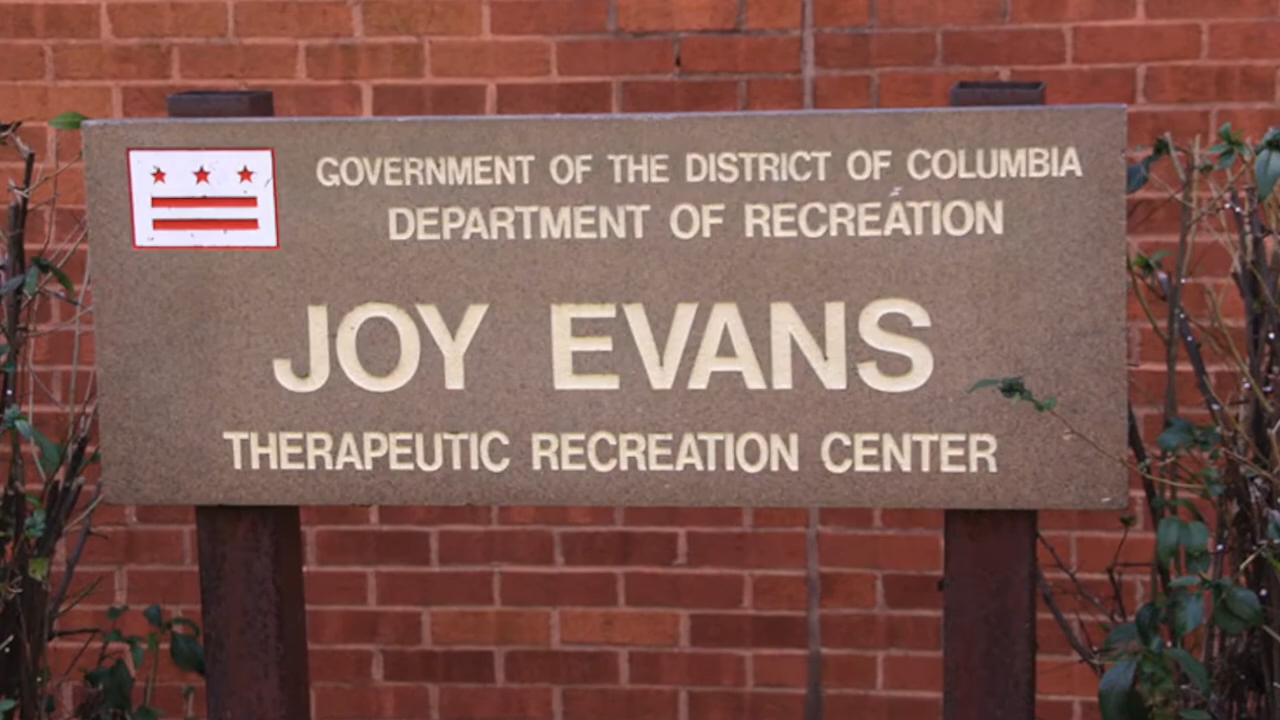 GOVERNMENT OF THE DISTRICT OF COLUMBIA
DEPARTMENT OF RECREATION
JOY EVANS
THERAPEUTIC RECREATION CENTER